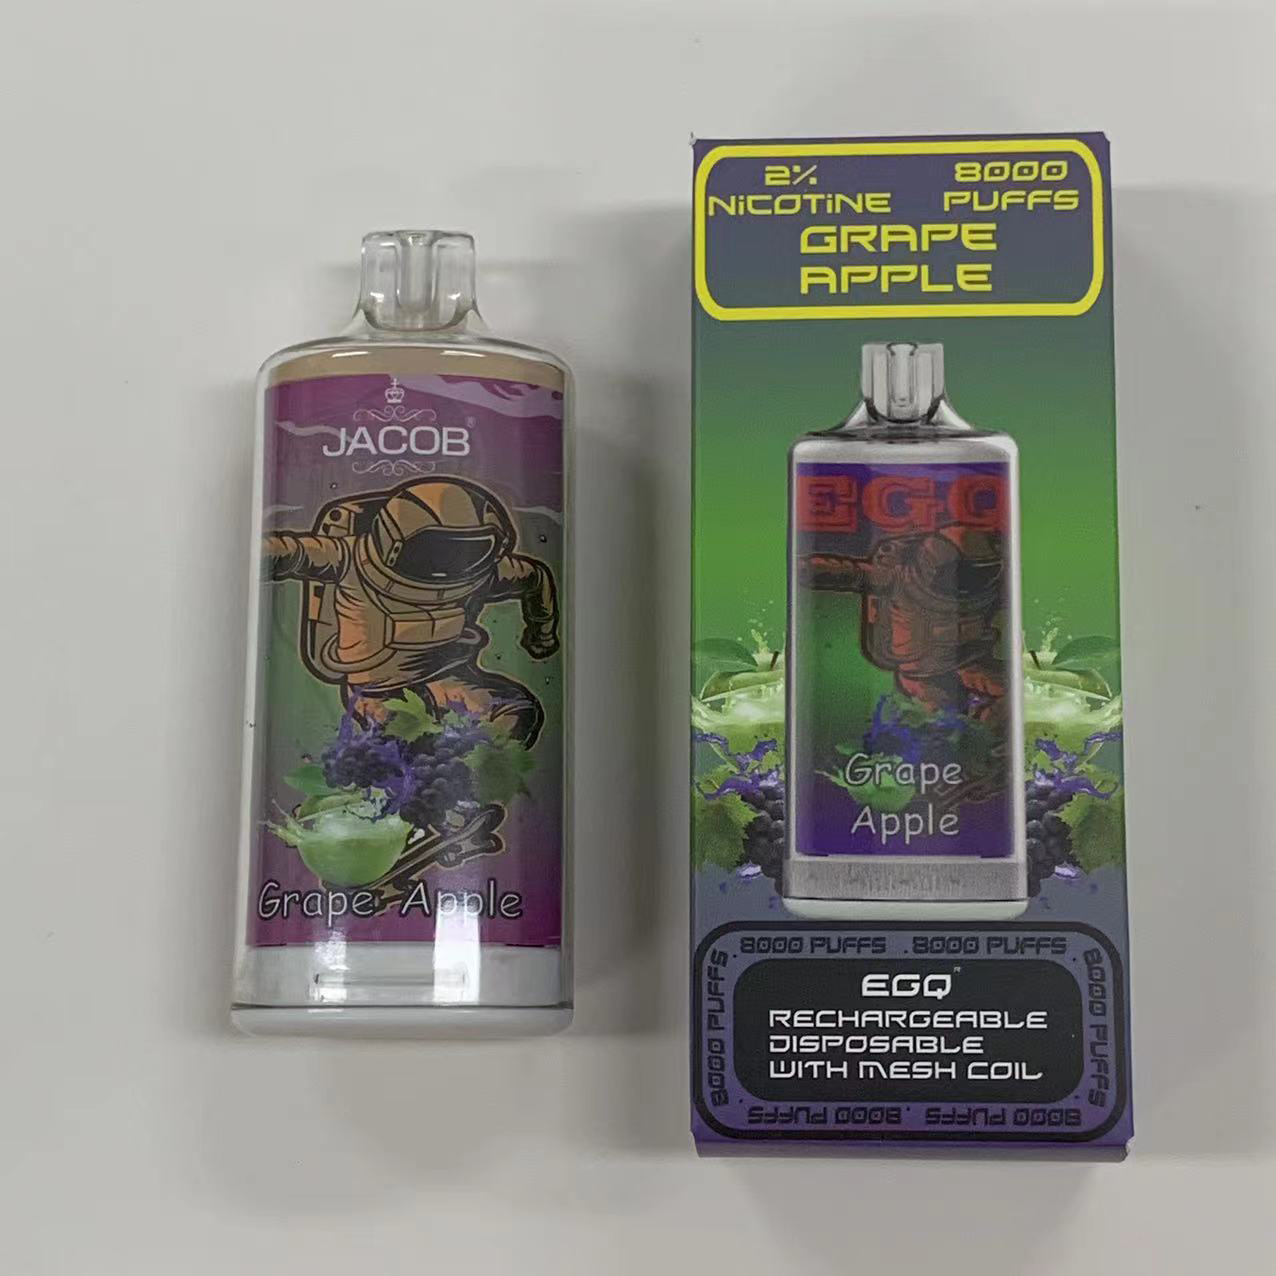 JACOB®
Grape Apple
2% 8000
NiCOTiNE PUFFS
GRAPE
APPLE
EGQ
Grape
Apple
8000 PUFFS . 8000 PUFFS .
8000 PUFFS
8000 PUFFS .
EGQ R
RECHARGEABLE
DISPOSABLE
WITH MESH COIL
8000 PUFFS . 8000 PUFFS .